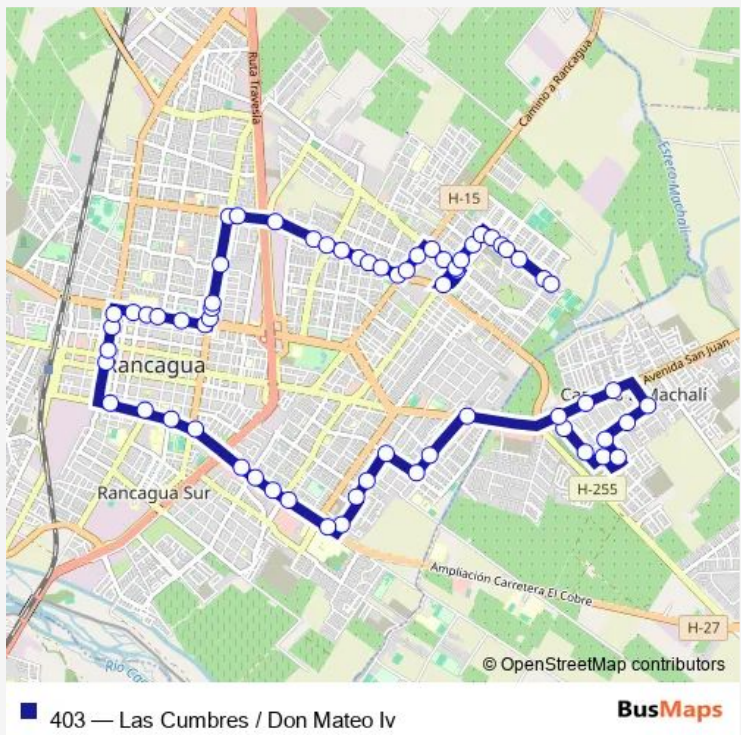 Ruta Travesía
Camino a Rancagua
H-15
Estero Machalí
Avenida San Juan
Rancagua
Machalí
Rancagua Sur
H-255
Ampliación Carretera El Cobre
H-27
© OpenStreetMap contributors
403 — Las Cumbres / Don Mateo Iv
BusMaps